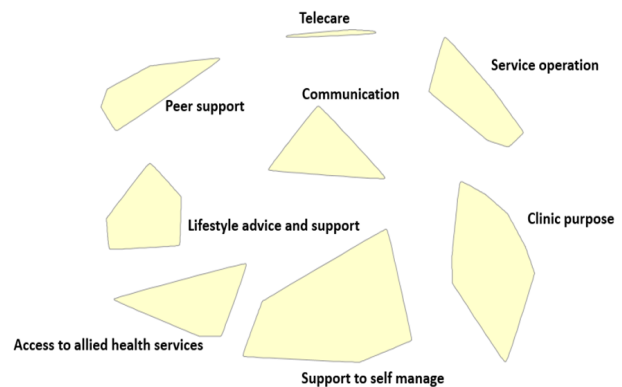 Telecare
Service operation
Communication
Peer support
Clinic purpose
Lifestyle advice and support
Access to allied health services
Support to self manage